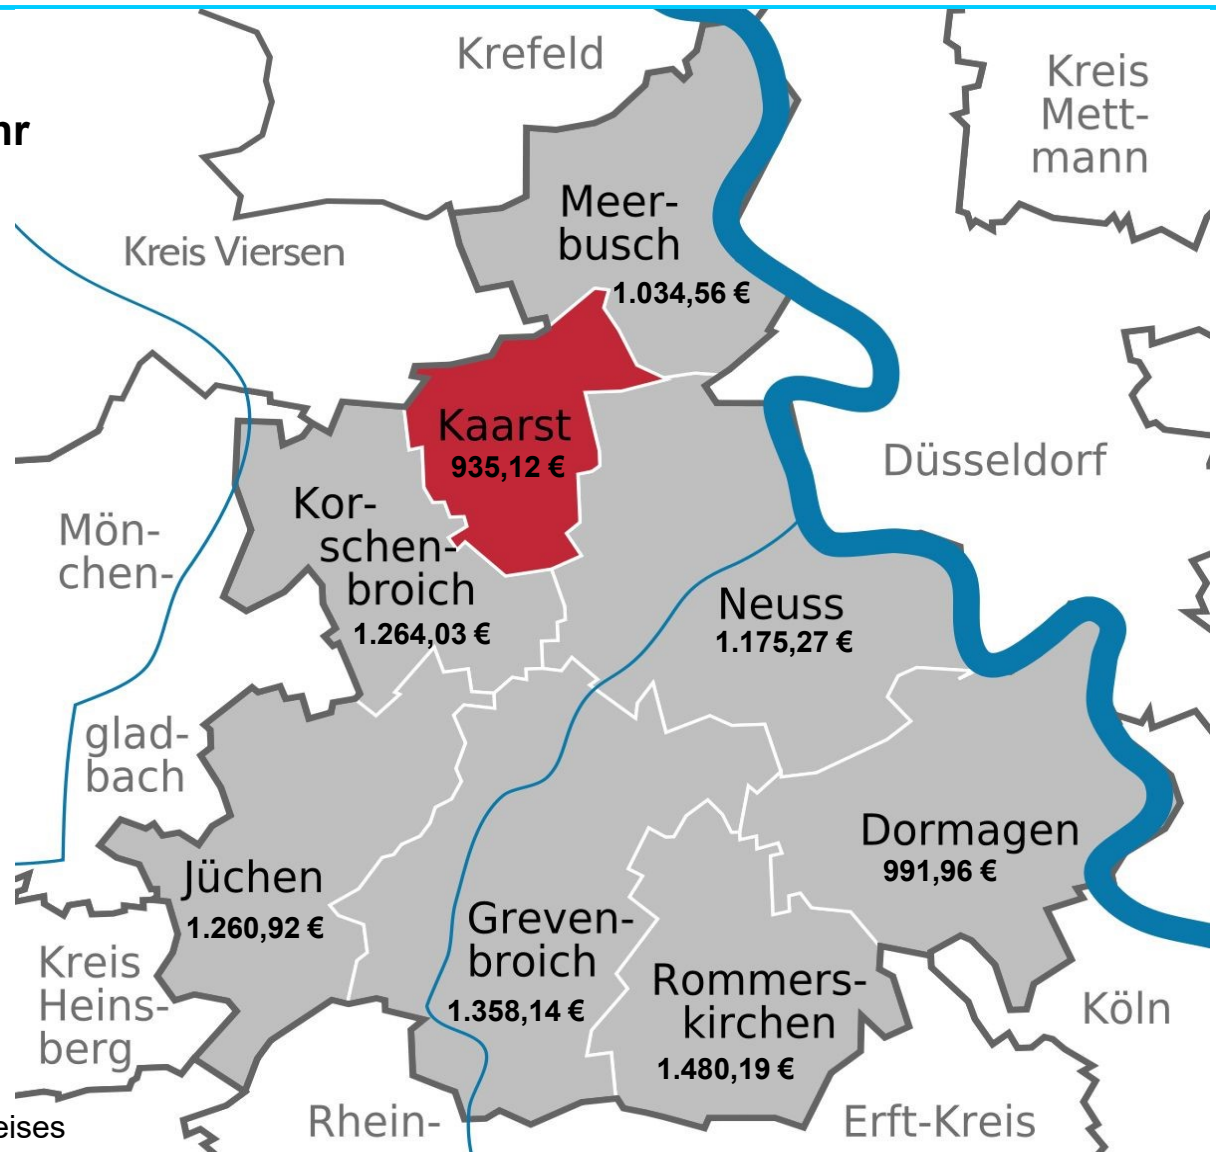 Krefeld
Kreis
Mett-
mann
hr
Meer-
busch
1.034,56 €
Kreis Viersen
Kaarst
935,12 €
Düsseldorf
Kor-
schen-
broich
1.264,03 €
Mön-
chen-
Neuss
1.175,27 €
glad-
bach
Dormagen
991,96 €
Jüchen
1.260,92 €
Greven-
broich
1.358,14 €
Kreis
Heins-
berg
Rommers-
kirchen
1.480,19 €
Köln
Rhein-
Erft-Kreis
eises